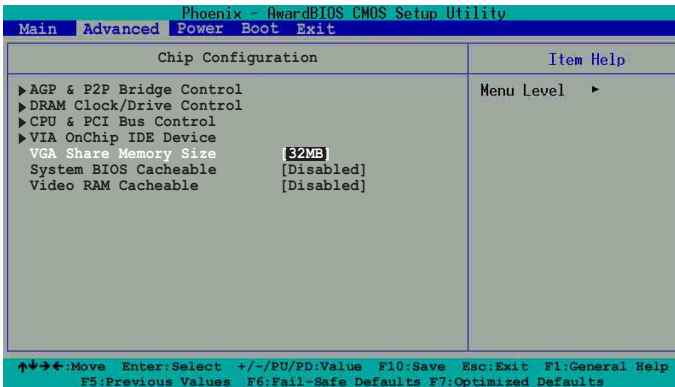 Phoenix - AwardBIOS CMOS Setup Utility
Main Advanced Power Boot Exit
Chip Configuration
Item Help
▶AGP & P2P Bridge Control
▶DRAM Clock/Drive Control
▶CPU & PCI Bus Control
▶VIA OnChip IDE Device
VGA Share Memory Size [32MB]
System BIOS Cacheable [Disabled]
Video RAM Cacheable [Disabled]
Menu Level ▶
↑↓→←:Move Enter:Select +/-/PU/PD:Value F10:Save Esc:Exit F1:General Help
F5:Previous Values F6:Fail-Safe Defaults F7:Optimized Defaults